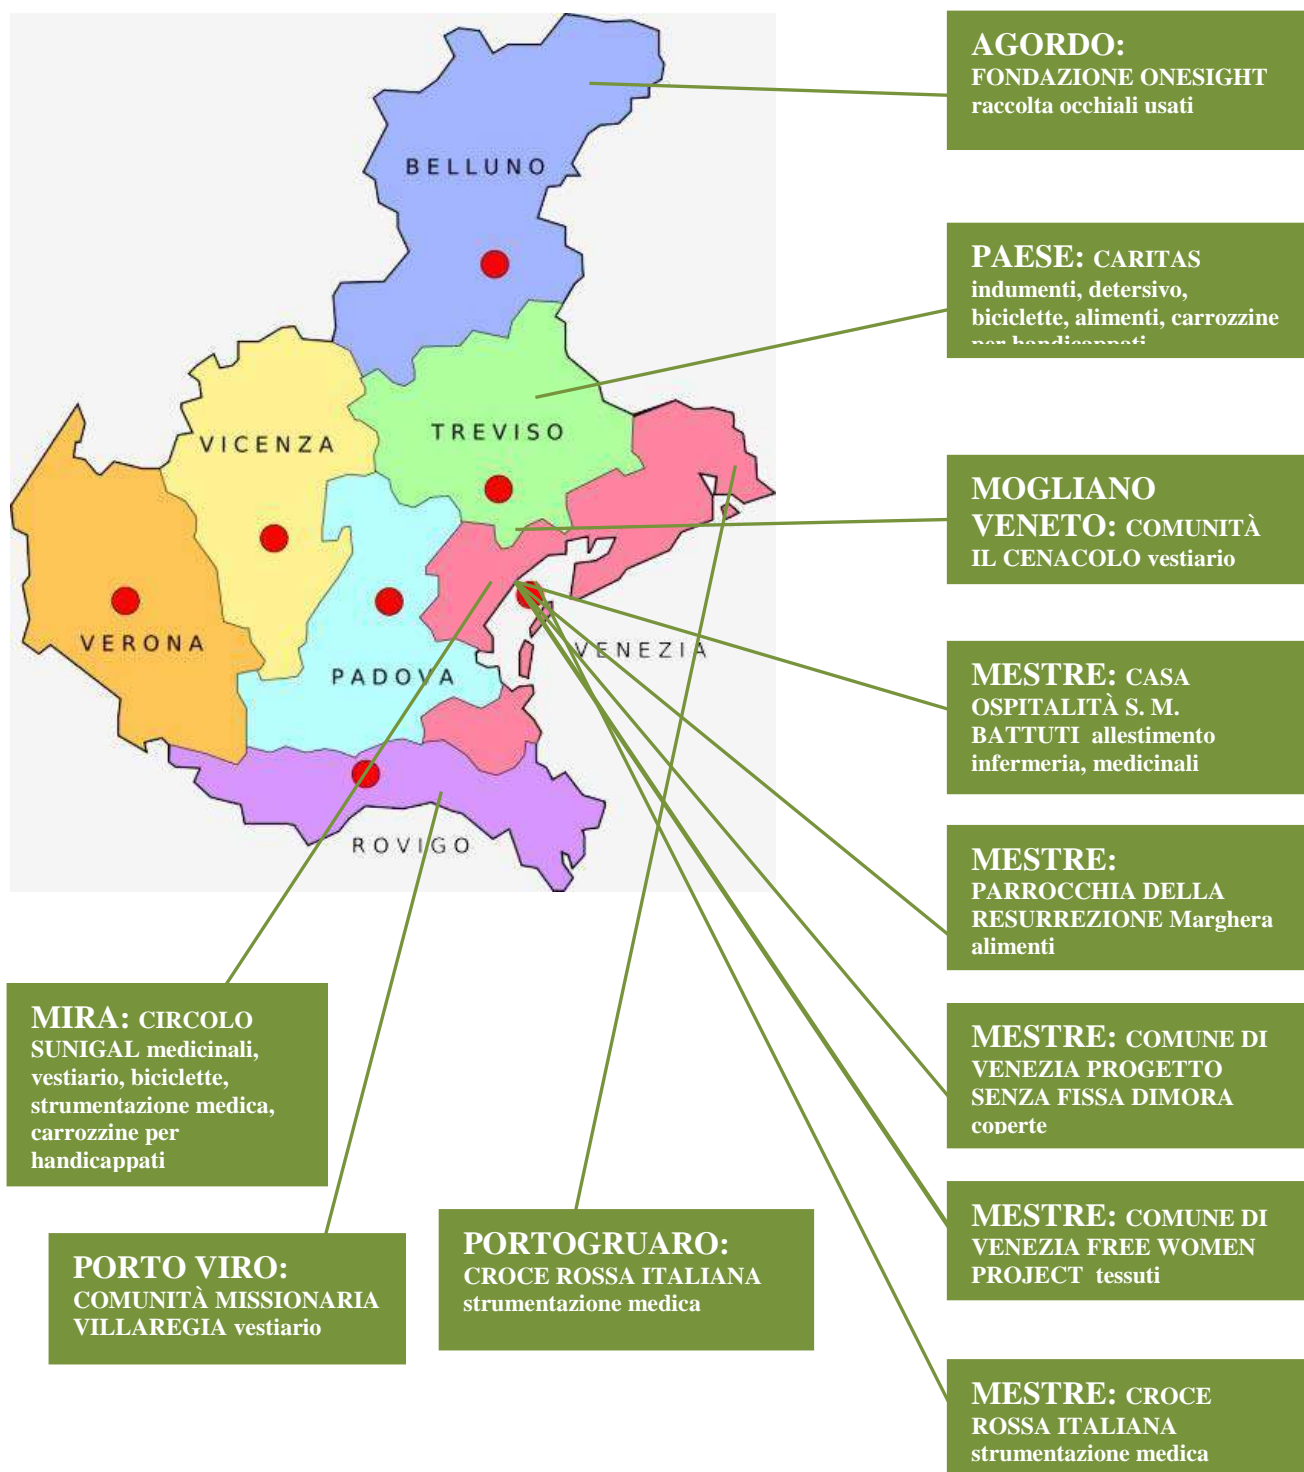 BELLUNO
VICENZA
TREVISO
VERONA
PADOVA
VENEZIA
ROVIGO
AGORDO:
FONDAZIONE ONESIGHT
raccolta occhiali usati
PAESE: CARITAS
indumenti, detersivo,
biciclette, alimenti, carrozzine
per handicappati
MOGLIANO
VENETO: COMUNITÀ
IL CENACOLO vestiario
MESTRE: CASA
OSPITALITÀ S. M.
BATTUTI allestimento
infermeria, medicinali
MESTRE:
PARROCCHIA DELLA
RESURREZIONE Marghera
alimenti
MESTRE: COMUNE DI
VENEZIA PROGETTO
SENZA FISSA DIMORA
coperte
MESTRE: COMUNE DI
VENEZIA FREE WOMEN
PROJECT tessuti
MESTRE: CROCE
ROSSA ITALIANA
strumentazione medica
MIRA: CIRCOLO
SUNIGAL medicinali,
vestiario, biciclette,
strumentazione medica,
carrozzine per
handicappati
PORTO VIRO:
COMUNITÀ MISSIONARIA
VILLAREGIA vestiario
PORTOGRUARO:
CROCE ROSSA ITALIANA
strumentazione medica